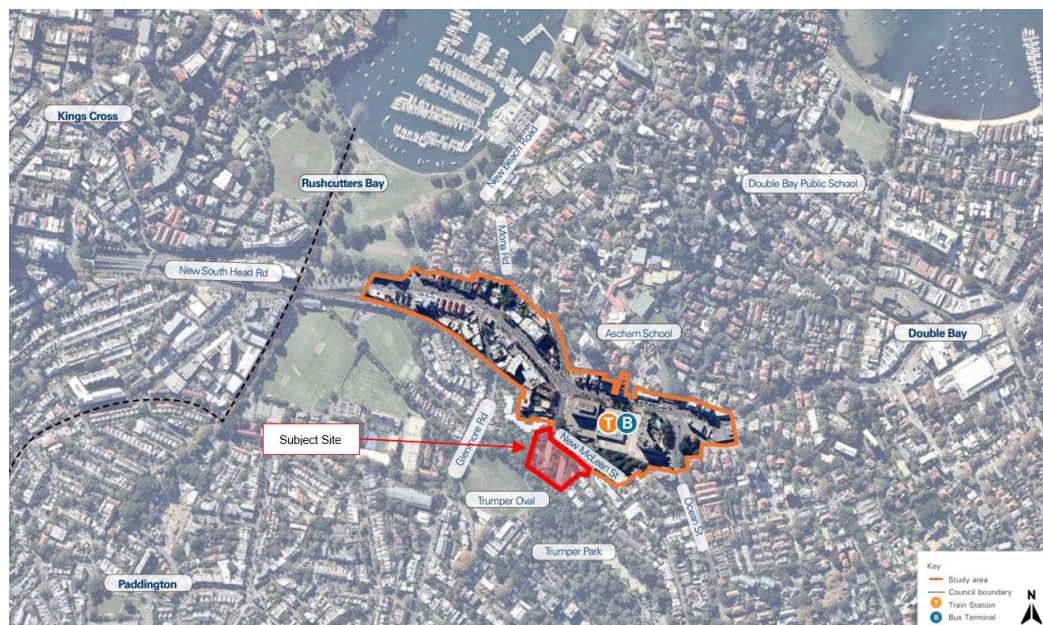 Kings Cross
Rushcutters Bay
New Beach Road
Double Bay Public School
Mona Rd
New South Head Rd
Ascham School
Double Bay
Subject Site
Glenmore Rd
T
B
New McLean St
Trumper Oval
Ocean St
Trumper Park
Paddington
Key
Study area
Council boundary
T Train Station
B Bus Terminal
N